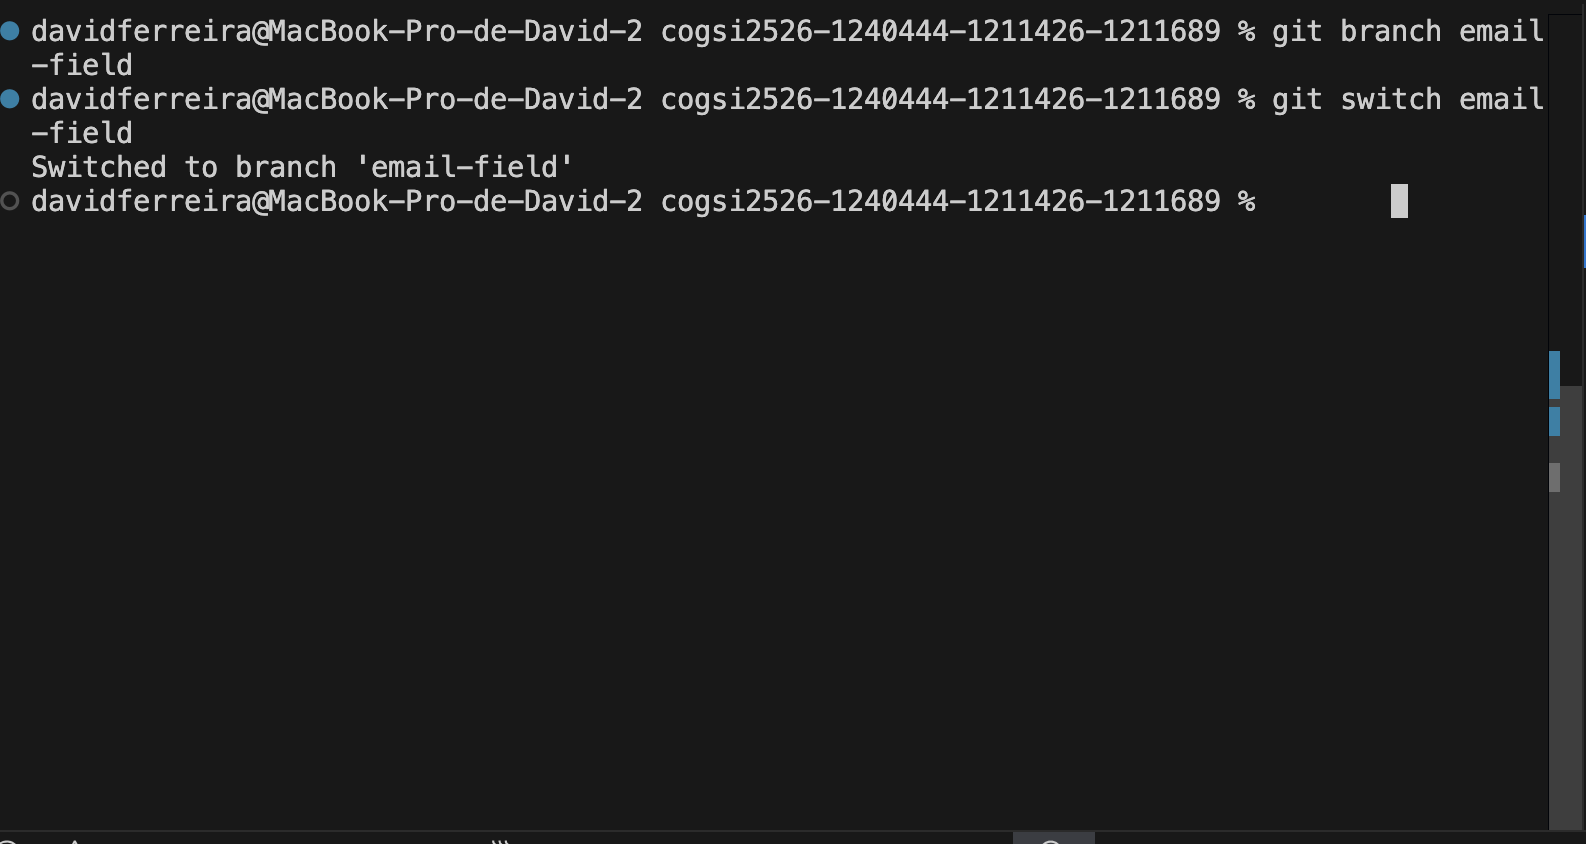 davidferreira@MacBook-Pro-de-David-2 cogsi2526-1240444-1211426-1211689 % git branch email
-field
davidferreira@MacBook-Pro-de-David-2 cogsi2526-1240444-1211426-1211689 % git switch email
-field
Switched to branch 'email-field'
davidferreira@MacBook-Pro-de-David-2 cogsi2526-1240444-1211426-1211689 %